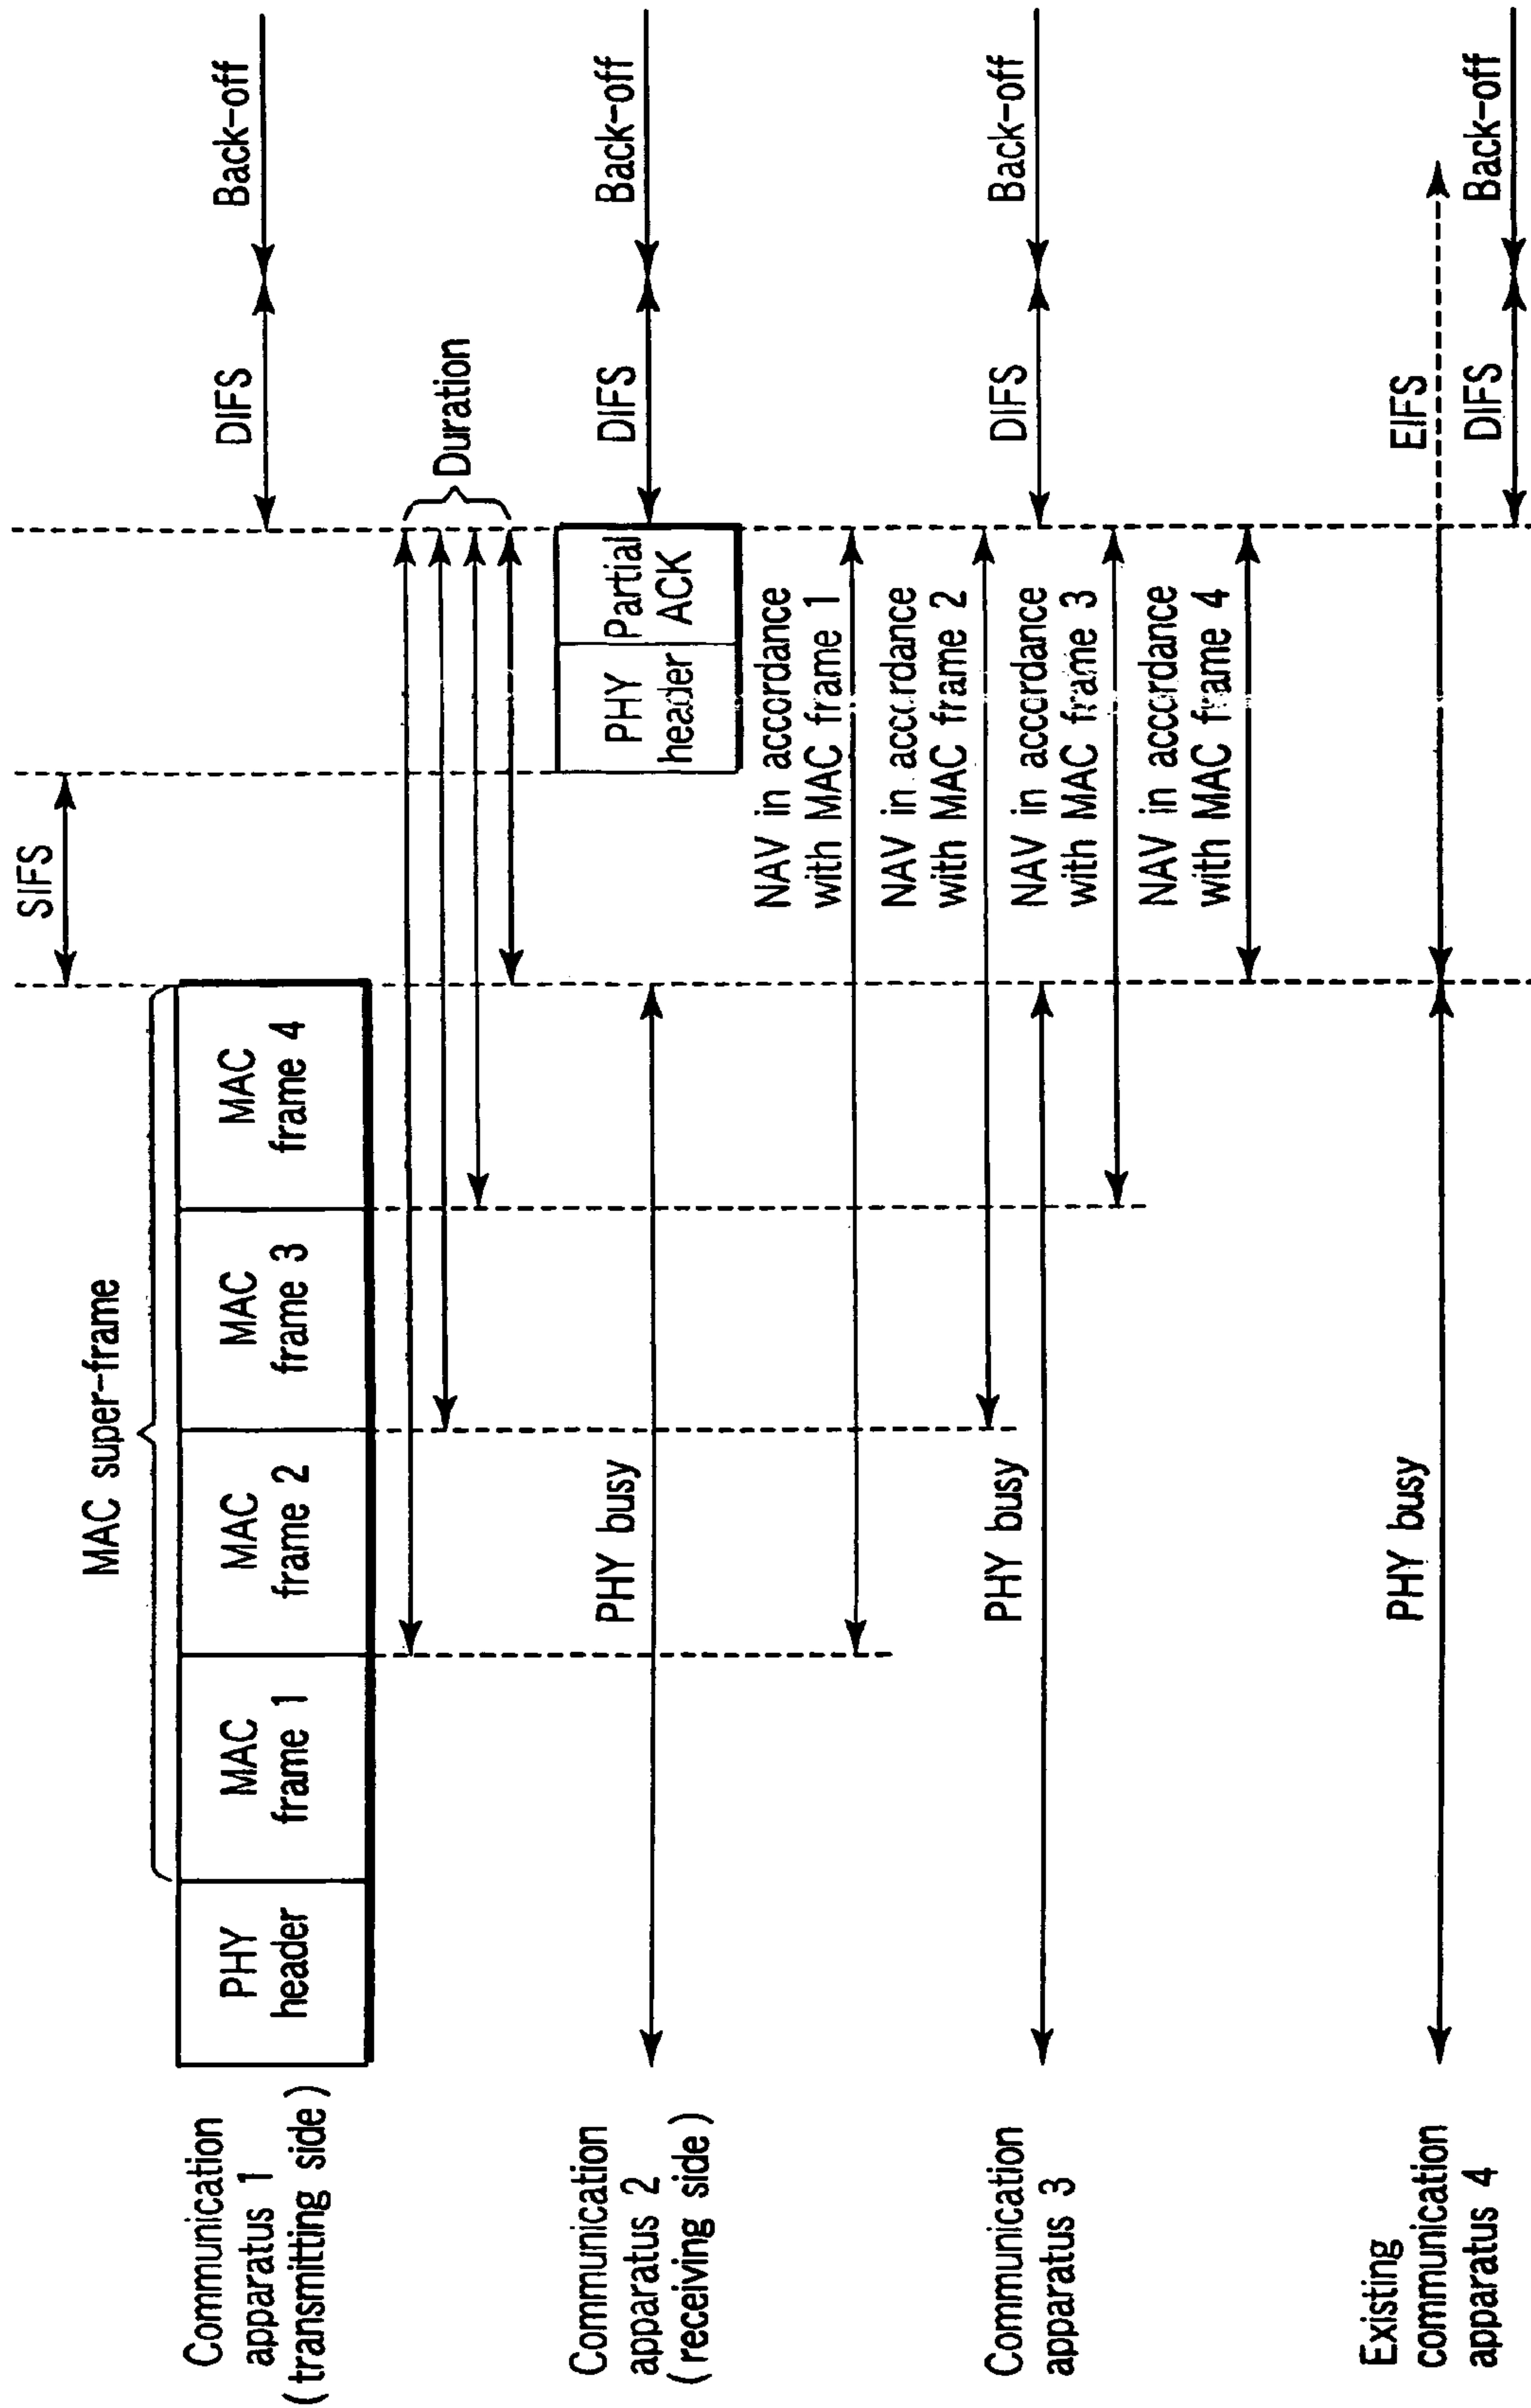 SIFS
MAC super-frame
Communication
apparatus 1
(transmitting side)
PHY
header
MAC
frame 1
MAC
frame 2
MAC
frame 3
MAC
frame 4
DIFS
Back-off
Duration
Communication
apparatus 2
(receiving side)
PHY busy
PHY
header
Partial
ACK
DIFS
Back-off
NAV in accordance
with MAC frame 1
NAV in accordance
with MAC frame 2
NAV in accordance
with MAC frame 3
NAV in accordance
with MAC frame 4
Communication
apparatus 3
PHY busy
DIFS
Back-off
Existing
communication
apparatus 4
PHY busy
EIFS
DIFS
Back-off